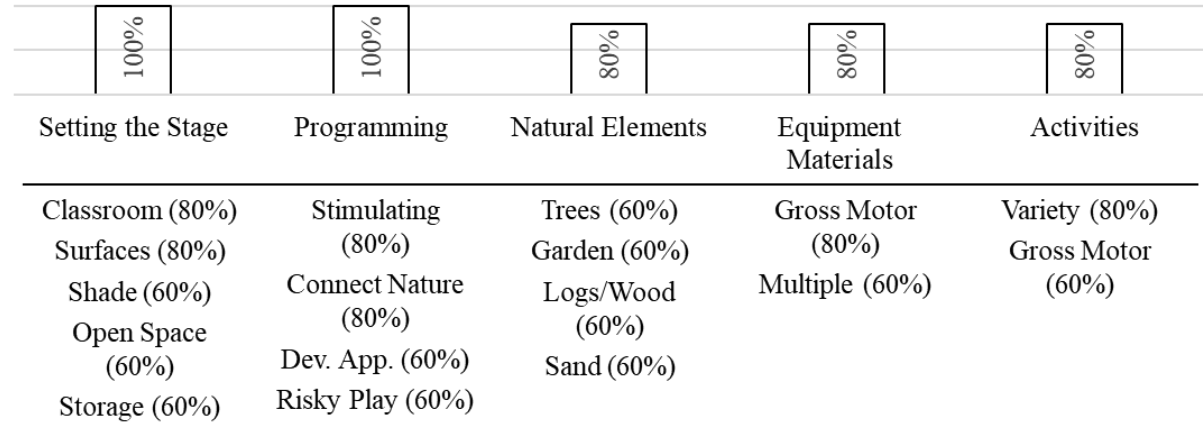 100%
100%
80%
80%
80%
Setting the Stage
Programming
Natural Elements
Equipment
Materials
Activities
Classroom (80%)
Surfaces (80%)
Shade (60%)
Open Space
(60%)
Storage (60%)
Stimulating
(80%)
Connect Nature
(80%)
Dev. App. (60%)
Risky Play (60%)
Trees (60%)
Garden (60%)
Logs/Wood
(60%)
Sand (60%)
Gross Motor
(80%)
Multiple (60%)
Variety (80%)
Gross Motor
(60%)